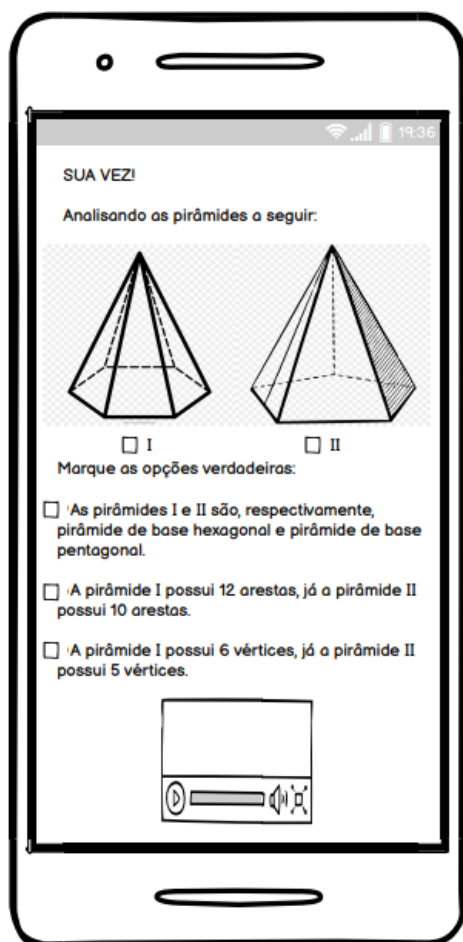 19:36
SUA VEZ!
Analisando as pirâmides a seguir:
I
II
Marque as opções verdadeiras:
As pirâmides I e II são, respectivamente,
pirâmide de base hexagonal e pirâmide de base
pentagonal.
A pirâmide I possui 12 arestas, já a pirâmide II
possui 10 arestas.
A pirâmide I possui 6 vértices, já a pirâmide II
possui 5 vértices.